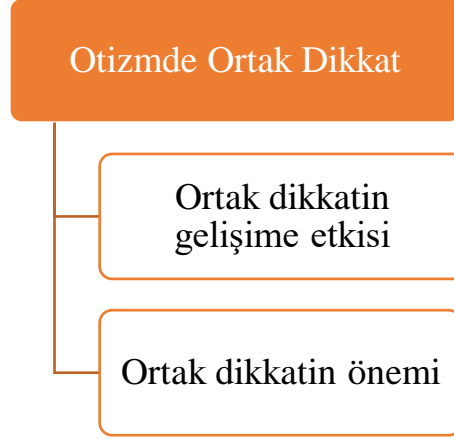 Otizmde Ortak Dikkat
Ortak dikkatin
gelişime etkisi
Ortak dikkatin önemi